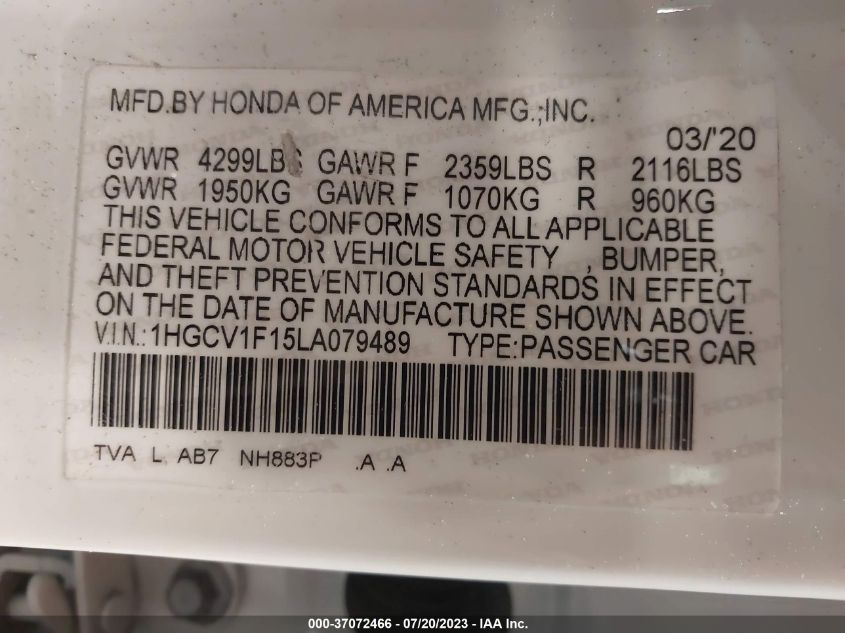 MFD.BY HONDA OF AMERICA MFG.,INC.
03/'20
GVWR 4299LBS GAWR F 2359LBS R 2116LBS
GVWR 1950KG GAWR F 1070KG R 960KG
THIS VEHICLE CONFORMS TO ALL APPLICABLE
FEDERAL MOTOR VEHICLE SAFETY , BUMPER,
AND THEFT PREVENTION STANDARDS IN EFFECT
ON THE DATE OF MANUFACTURE SHOWN ABOVE.
V.I.N.:1HGCV1F15LA079489 TYPE:PASSENGER CAR
TVA L AB7 NH883P .A .A
000-37072466 - 07/20/2023 - IAA Inc.